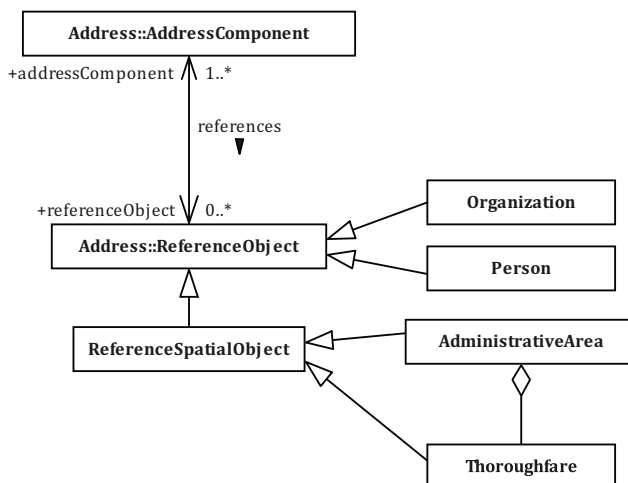 Address::AddressComponent
+addressComponent 1..*
references
+referenceObject 0..*
Organization
Address::ReferenceObject
Person
ReferenceSpatialObject
AdministrativeArea
Thoroughfare